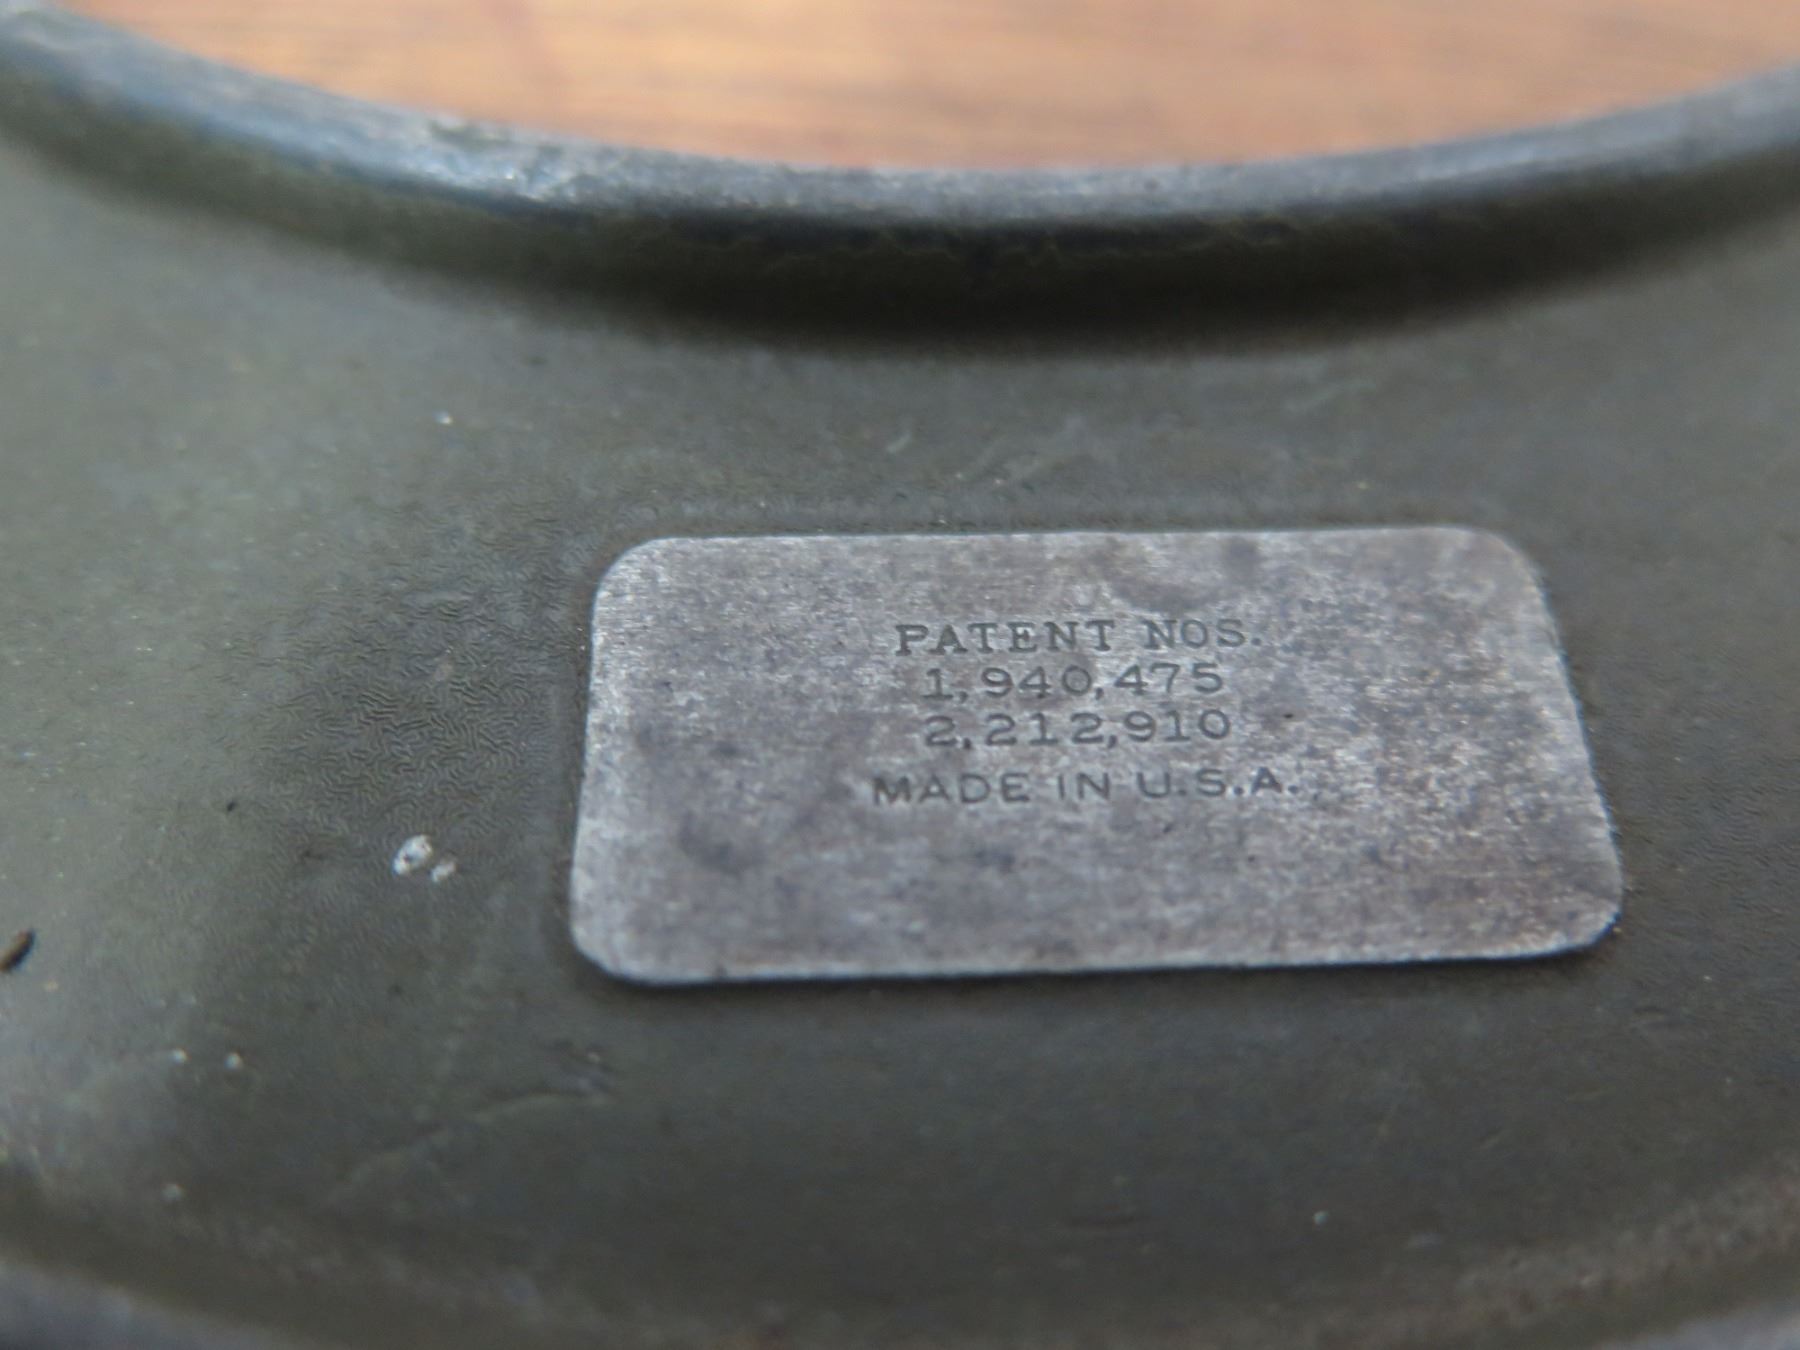 PATENT NOS.
1,940,475
2,212,910
MADE IN U.S.A.